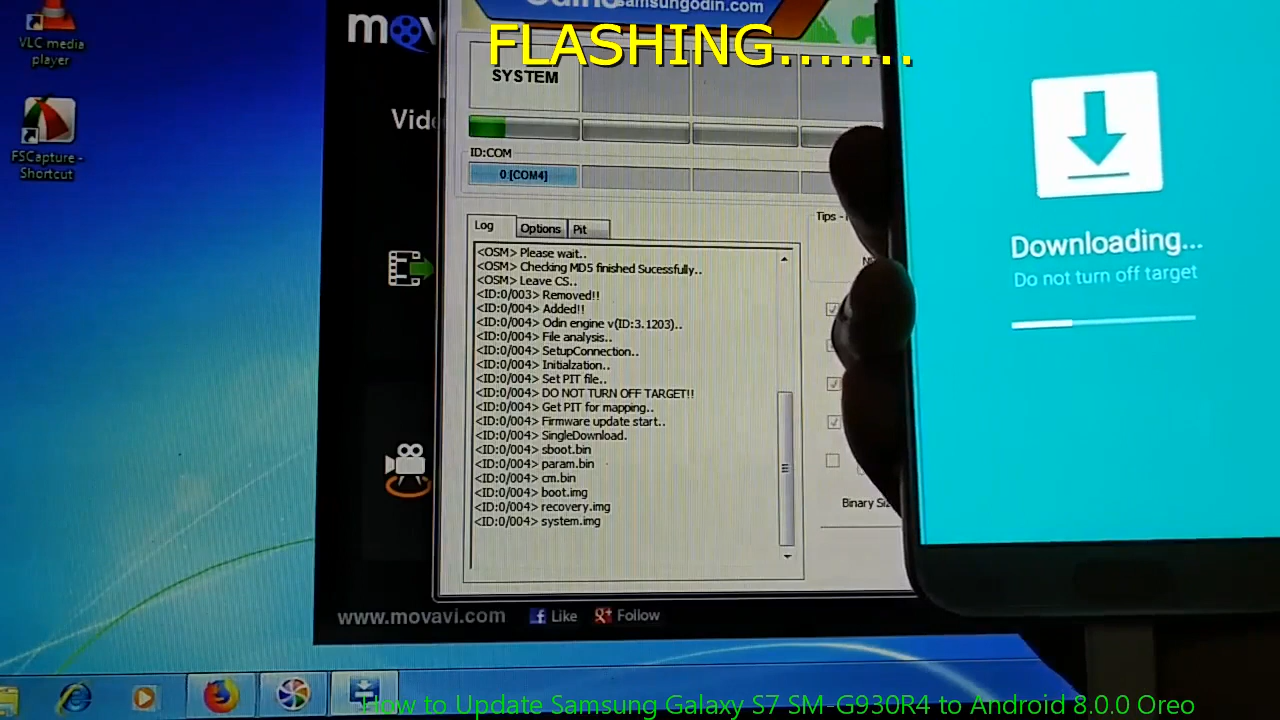 VLC media
player
FSCapture -
Shortcut
samsungodin.com
FLASHING.......
SYSTEM
ID:COM
0:[COM4]
Log
Options
Pit
<OSM> Please wait..
<OSM> Checking MD5 finished Sucessfully..
<OSM> Leave CS..
<ID:0/003> Removed!!
<ID:0/004> Added!!
<ID:0/004> Odin engine v(ID:3.1203)..
<ID:0/004> File analysis..
<ID:0/004> SetupConnection..
<ID:0/004> Initialzation..
<ID:0/004> Set PIT file..
<ID:0/004> DO NOT TURN OFF TARGET!!
<ID:0/004> Get PIT for mapping..
<ID:0/004> Firmware update start..
<ID:0/004> SingleDownload.
<ID:0/004> sboot.bin
<ID:0/004> param.bin
<ID:0/004> cm.bin
<ID:0/004> boot.img
<ID:0/004> recovery.img
<ID:0/004> system.img
Tips -
Binary Siz
Downloading...
Do not turn off target
www.movavi.com
Like
Follow
How to Update Samsung Galaxy S7 SM-G930R4 to Android 8.0.0 Oreo